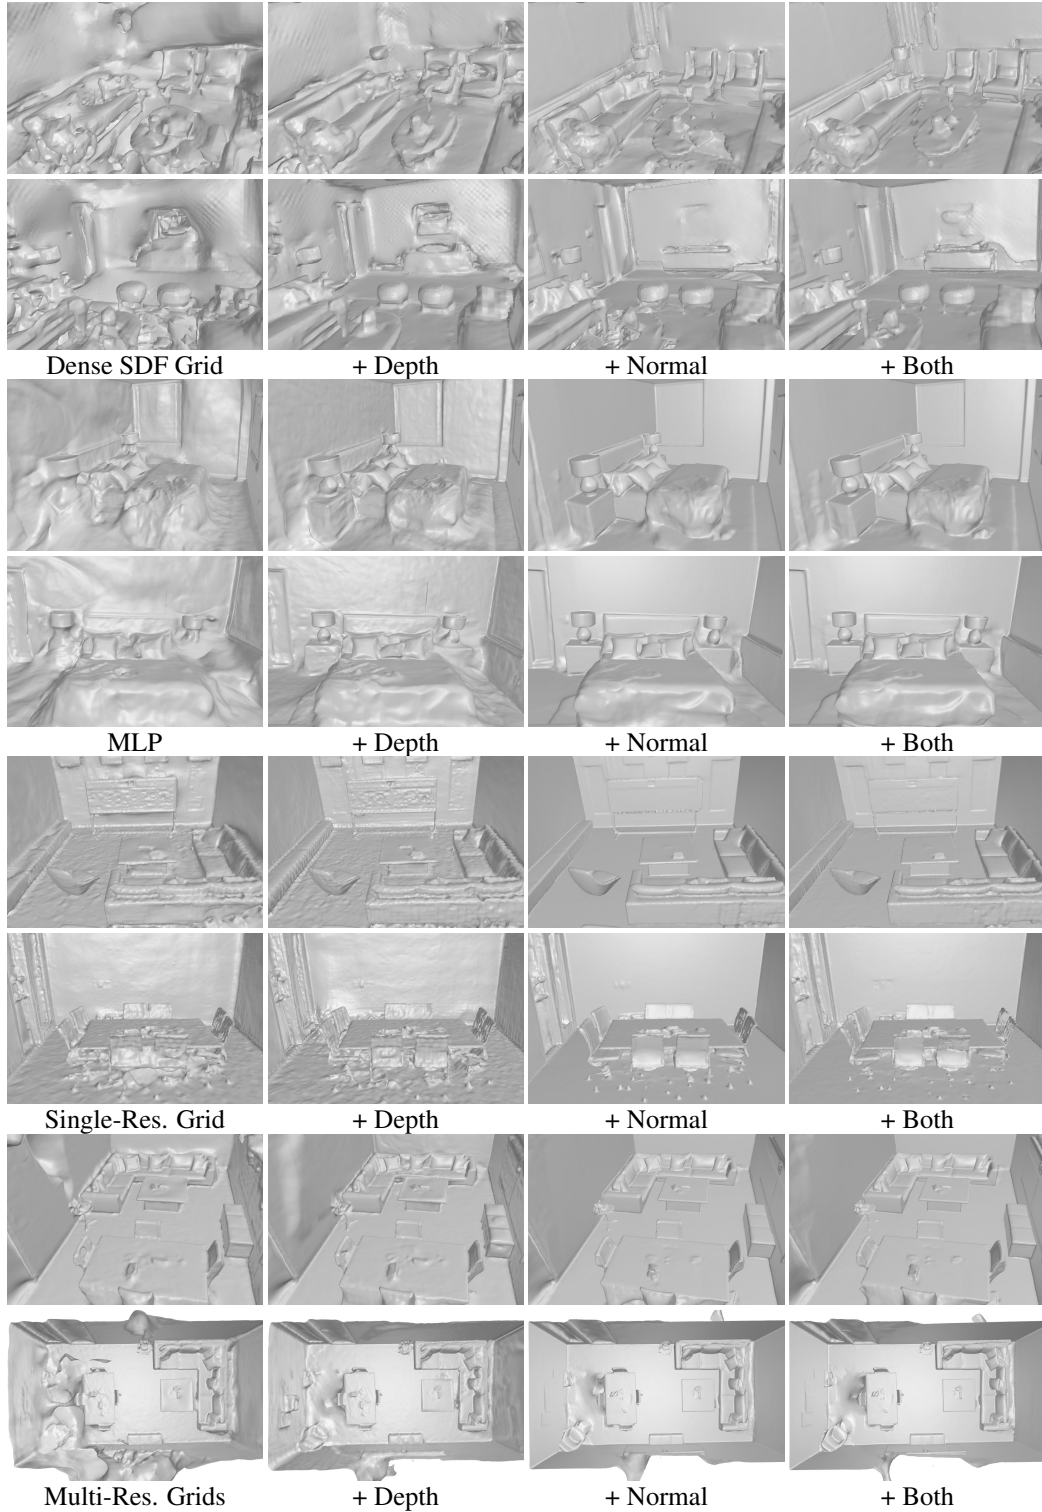 Dense SDF Grid + Depth + Normal + Both
MLP + Depth + Normal + Both
Single-Res. Grid + Depth + Normal + Both
Multi-Res. Grids + Depth + Normal + Both